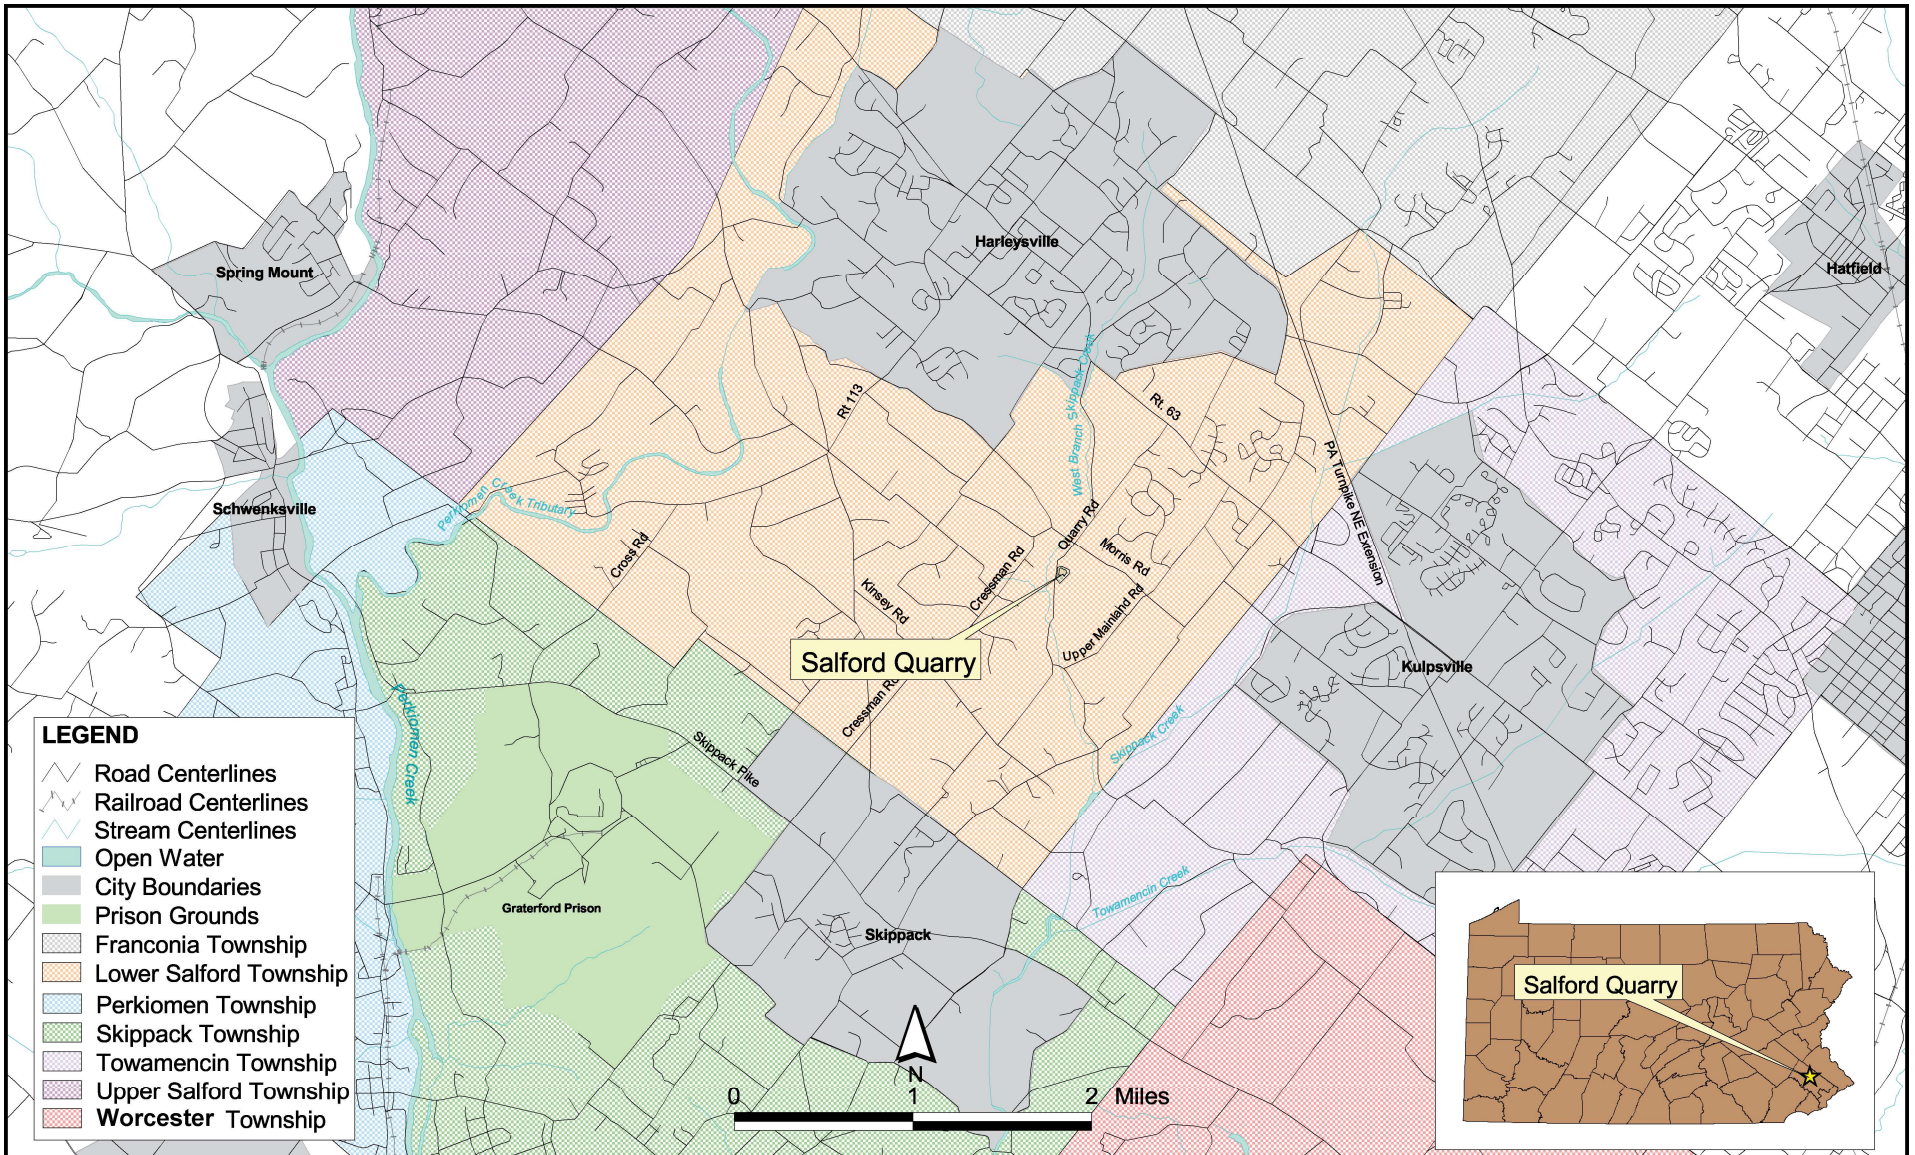 Harleysville
Spring Mount
Hatfield
Rt 113
Rt. 63
West Branch Skippack Creek
PA Turnpike NE Extension
Schwenksville
Perkiomen Creek Tributary
Cross Rd
Quarry Rd
Morris Rd
Cressman Rd
Kinsey Rd
Upper Mainland Rd
Salford Quarry
Kulpsville
Cressman Rd
Skippack Creek
Perkiomen Creek
Skippack Pike
Towamencin Creek
Graterford Prison
Skippack
LEGEND
Road Centerlines
Railroad Centerlines
Stream Centerlines
Open Water
City Boundaries
Prison Grounds
Franconia Township
Lower Salford Township
Perkiomen Township
Skippack Township
Towamencin Township
Upper Salford Township
Worcester Township
N
0 1 2 Miles
Salford Quarry